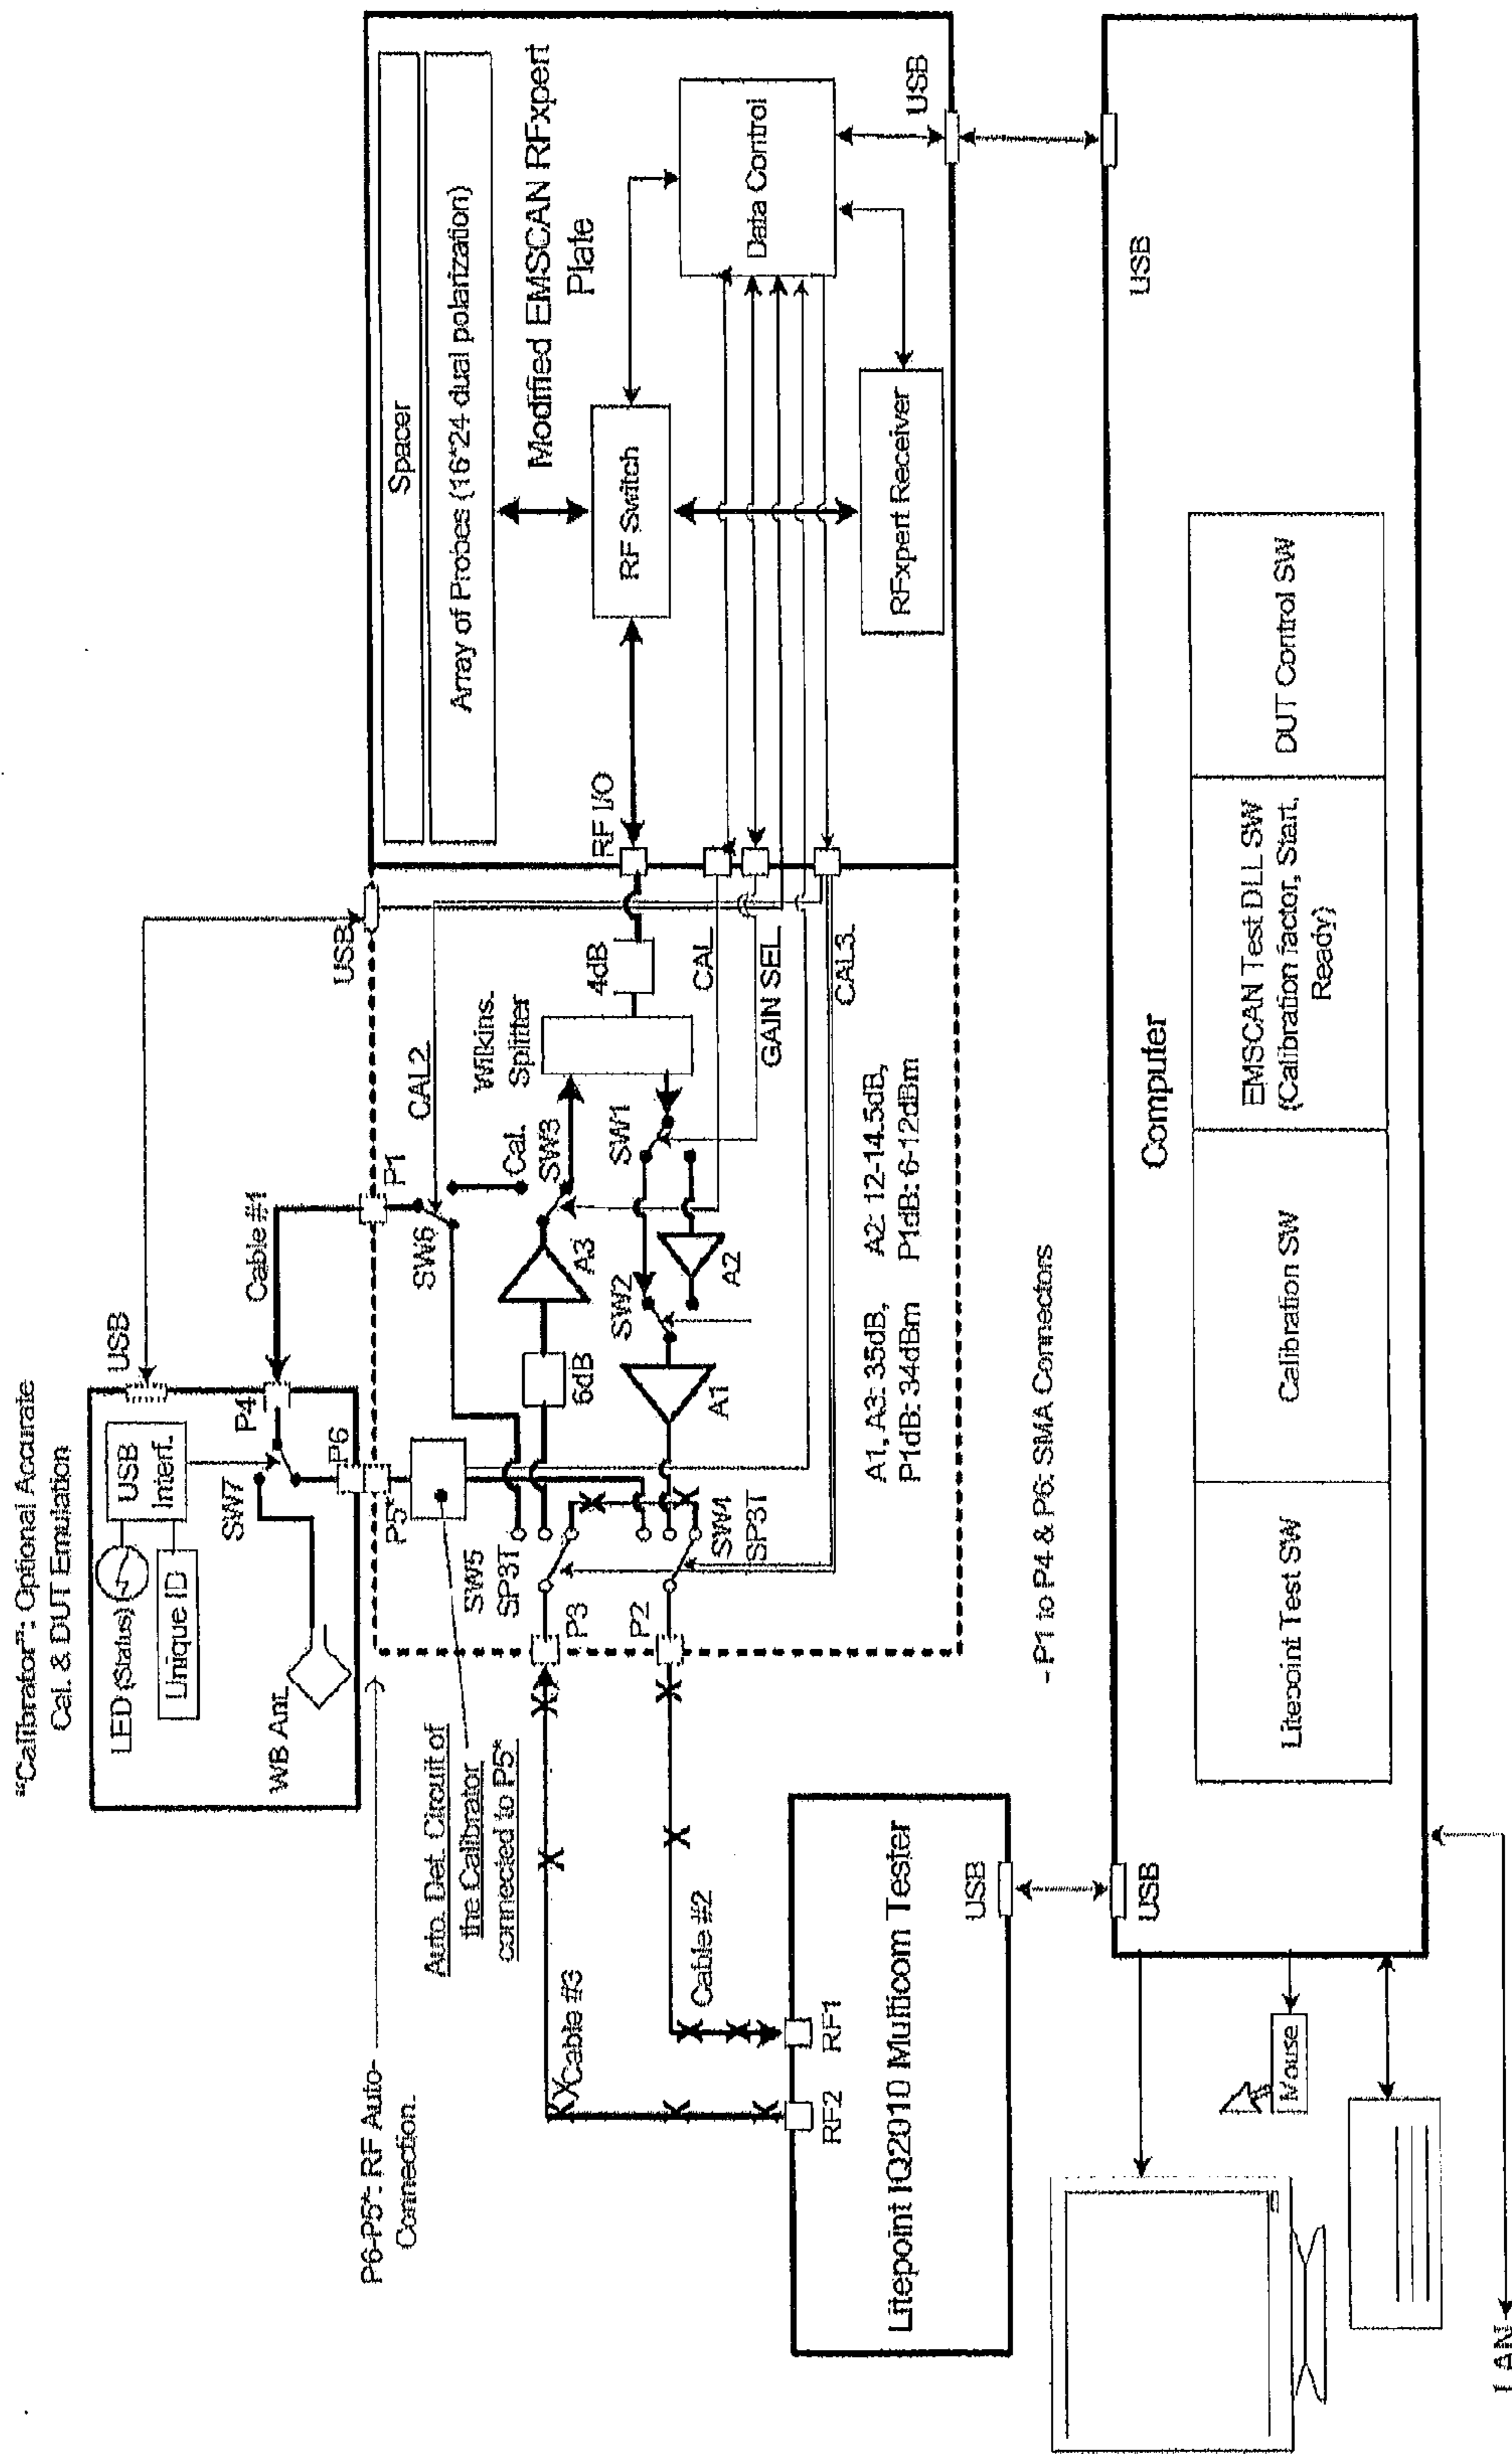 "Calibrator": Optional Accurate
Cal. & DUT Emulation
LED (Status)
USB
Interf.
Unique ID
SW7
WB Ant.
P4
P6
USB
Cable #1
P1
USB
P6-P5*: RF Auto-
Connection.
P5*
Auto. Det. Circuit of
the Calibrator
connected to P5*
SW6
CAL2
Cal.
SW5
SP3T
6dB
A3
SW3
Wilkins.
Splitter
4dB
RF I/O
P3
P2
SW4
SP3T
A1
SW2
A2
SW1
CAL
GAIN SEL
CAL3
A1, A3: 35dB,
P1dB: 34dBm
A2: 12-14.5dB,
P1dB: 6-12dBm
Spacer
Array of Probes (16*24 dual polarization)
Modified EMSCAN RFxpert
Plate
RF Switch
Data Control
RFxpert Receiver
USB
Cable #3
Cable #2
RF2
RF1
Litepoint IQ2010 Multicom Tester
USB
- P1 to P4 & P6: SMA Connectors
USB
USB
Computer
Litepoint Test SW
Calibration SW
EMSCAN Test DLL SW
(Calibration factor, Start,
Ready)
DUT Control SW
Mouse
LAN